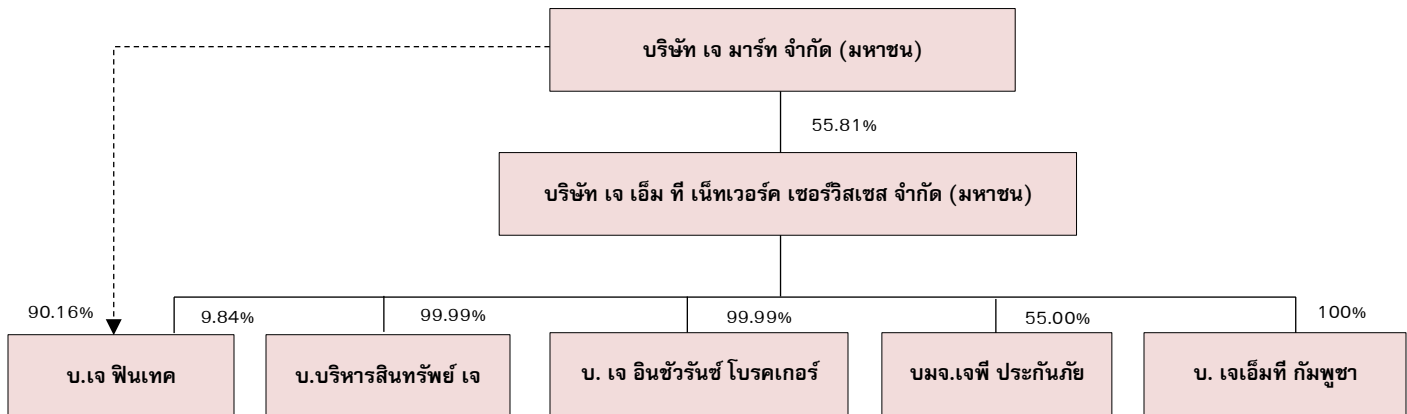 บริษัท เจ มาร์ท จำกัด (มหาชน)
55.81%
บริษัท เจ เอ็ม ที เน็ทเวอร์ค เซอร์วิสเซส จำกัด (มหาชน)
90.16%
9.84%
99.99%
99.99%
55.00%
100%
บ.เจ ฟินเทค
บ.บริหารสินทรัพย์ เจ
บ. เจ อินชัวรันซ์ โบรคเกอร์
บมจ.เจพี ประกันภัย
บ. เจเอ็มที กัมพูชา